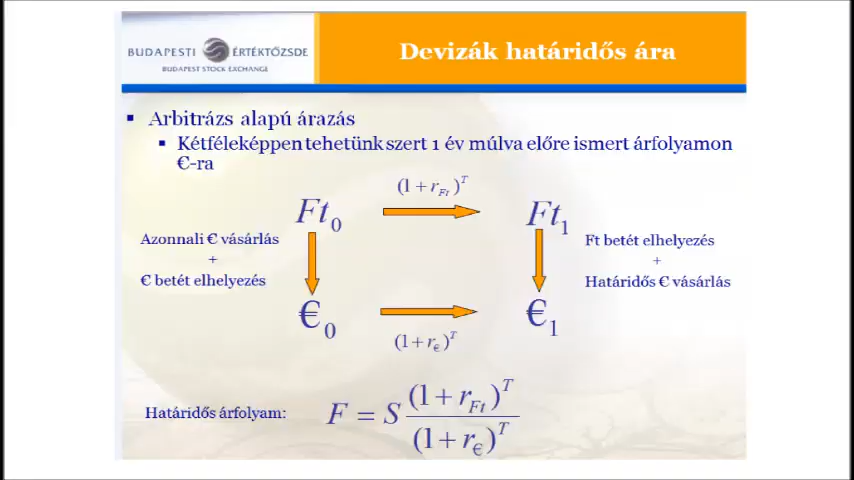 BUDAPESTI ÉRTÉKTŐZSDE
BUDAPEST STOCK EXCHANGE
Devizák határidős ára
▪ Arbitrázs alapú árazás
▪ Kétféleképpen tehetünk szert 1 év múlva előre ismert árfolyamon
€-ra
(1 + r_Ft)^T
Ft_0
Ft_1
Azonnali € vásárlás
+
€ betét elhelyezés
Ft betét elhelyezés
+
Határidős € vásárlás
€_0
€_1
(1 + r_€)^T
Határidős árfolyam:
F = S (1 + r_Ft)^T / (1 + r_€)^T